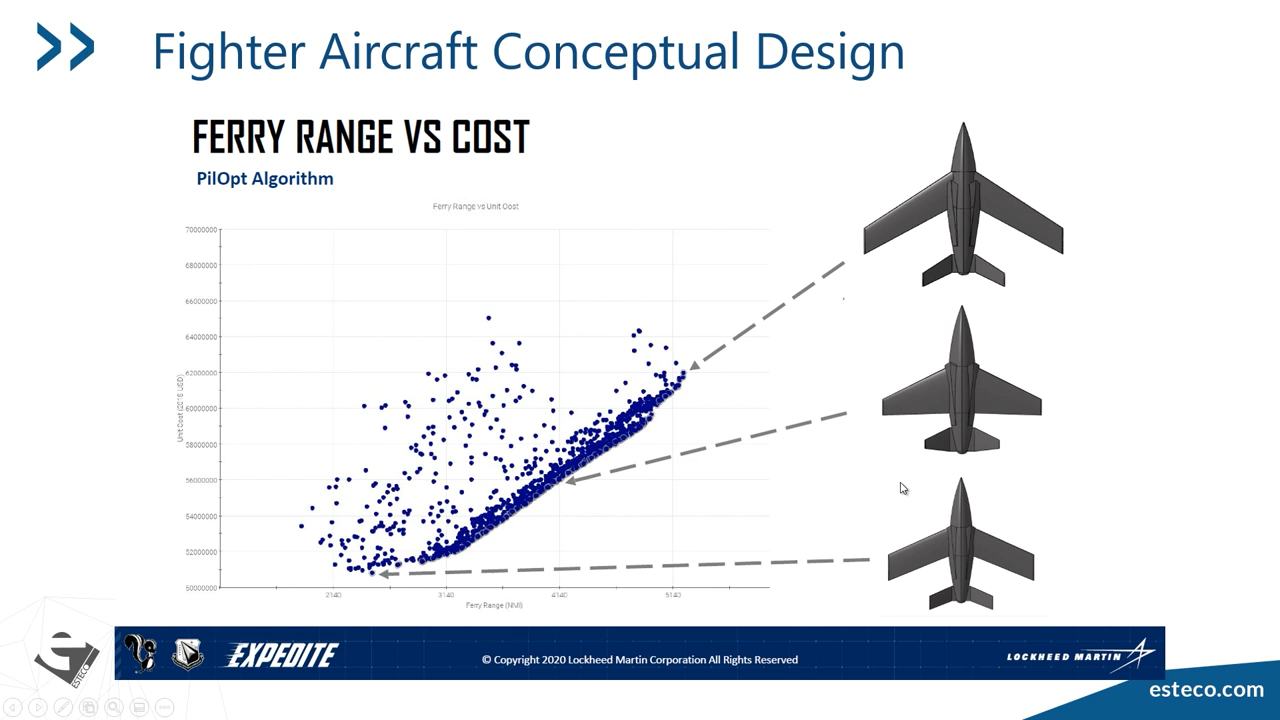 Fighter Aircraft Conceptual Design
FERRY RANGE VS COST
PilOpt Algorithm
Ferry Range vs Unit Cost
70000000
68000000
66000000
64000000
62000000
60000000
58000000
56000000
54000000
52000000
50000000
2140
3140
4140
5140
Ferry Range (NMI)
EXPEDITE
© Copyright 2020 Lockheed Martin Corporation All Rights Reserved
LOCKHEED MARTIN
ESTECO
esteco.com